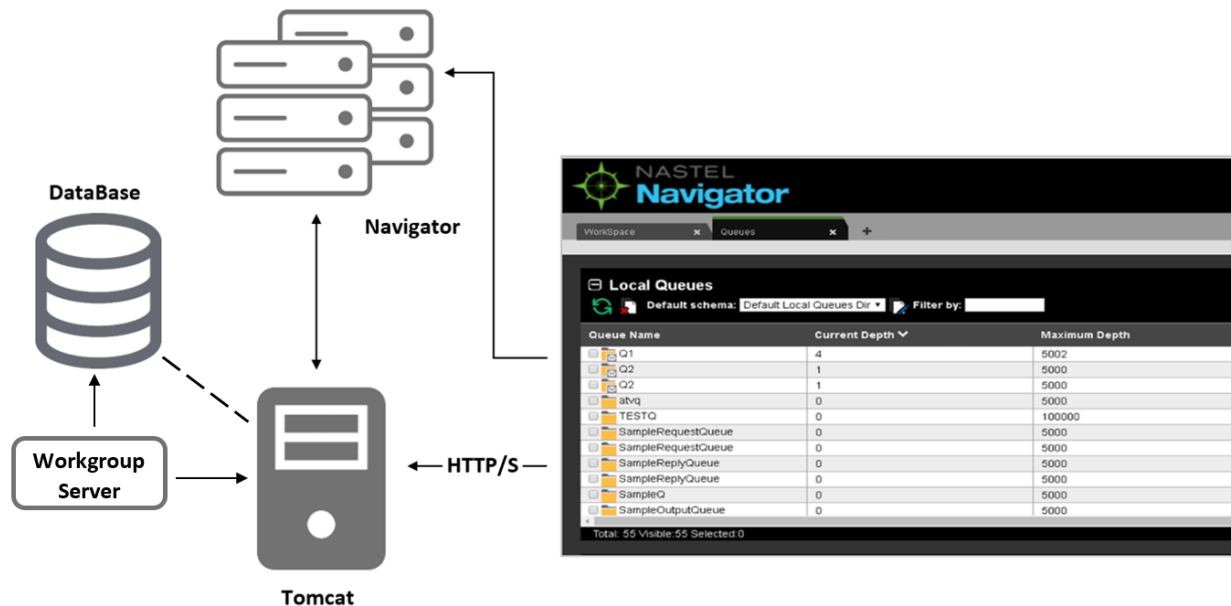 DataBase
Navigator
Workgroup
Server
Tomcat
HTTP/S
NASTEL
Navigator
WorkSpace x Queues x +
Local Queues
Default schema: Default Local Queues Dir Filter by:
Queue Name Current Depth Maximum Depth
Q1 4 5002
Q2 1 5000
Q2 1 5000
atvq 0 5000
TESTQ 0 100000
SampleRequestQueue 0 5000
SampleRequestQueue 0 5000
SampleReplyQueue 0 5000
SampleReplyQueue 0 5000
SampleQ 0 5000
SampleOutputQueue 0 5000
Total: 55 Visible:55 Selected:0